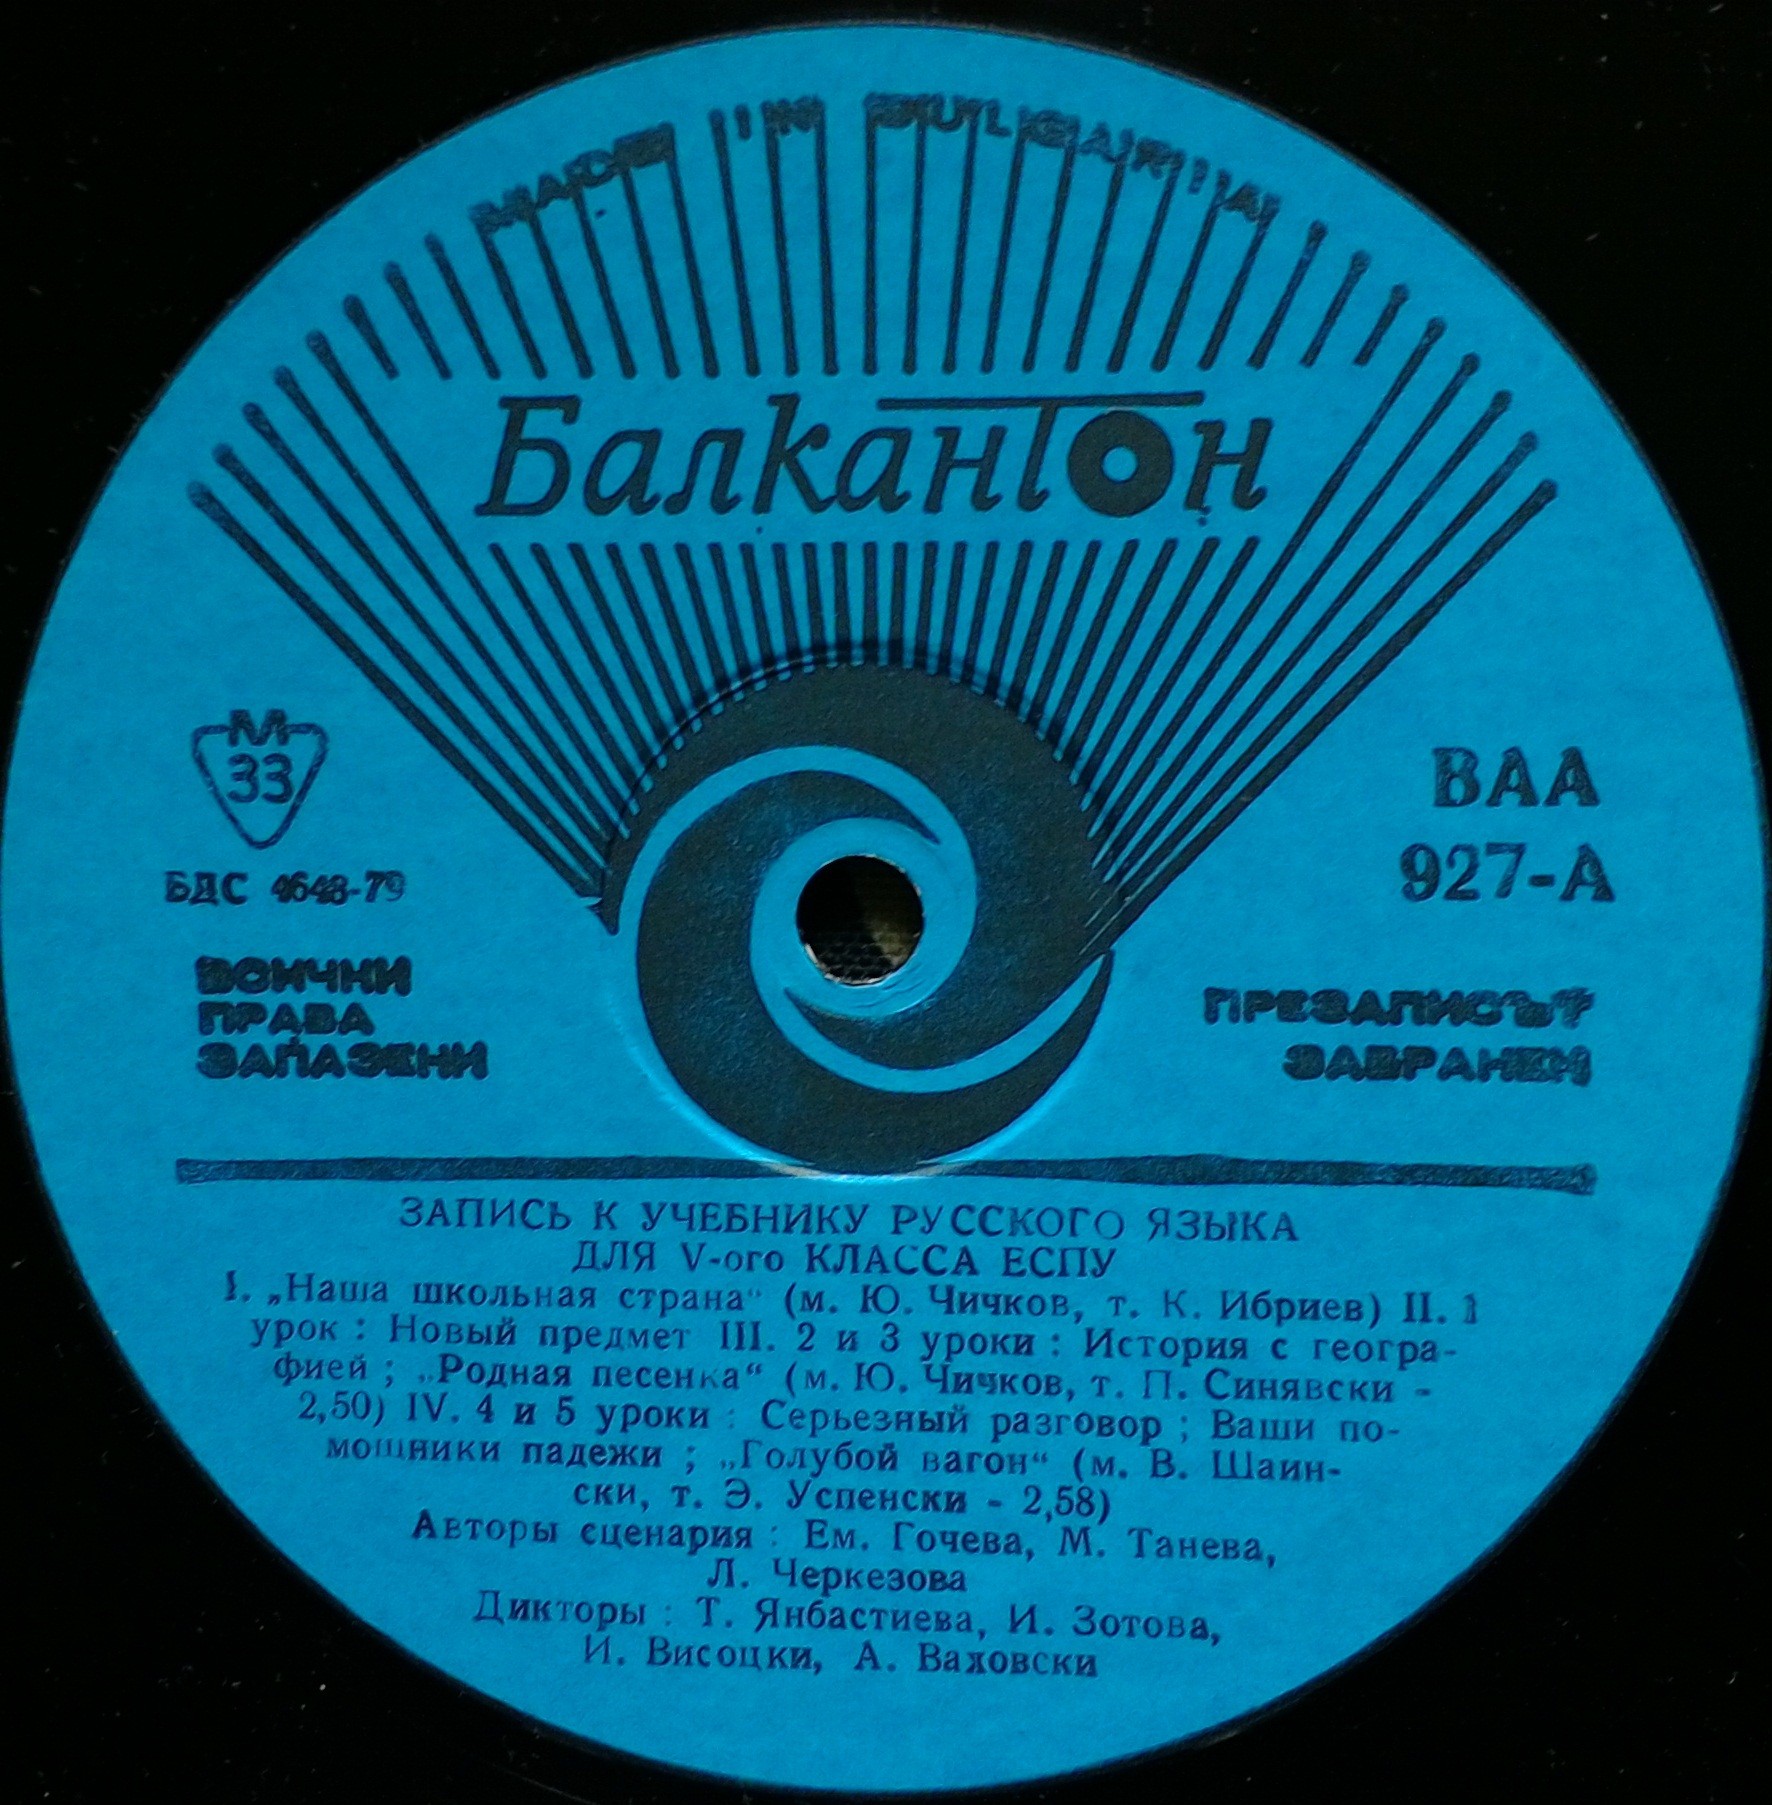 MADE IN BULGARIA
Балкантон
М
33
БДС 4648-79
ВСИЧКИ
ПРАВА
ЗАПАЗЕНИ
ВАА
927-А
ПРЕЗАПИСЪТ
ЗАБРАНЕН
ЗАПИСЬ К УЧЕБНИКУ РУССКОГО ЯЗЫКА
ДЛЯ V-ого КЛАССА ЕСПУ
I. „Наша школьная страна“ (м. Ю. Чичков, т. К. Ибриев) II. 1
урок : Новый предмет III. 2 и 3 уроки : История с геогра-
фией ; „Родная песенка“ (м. Ю. Чичков, т. П. Синявски -
2,50) IV. 4 и 5 уроки : Серьезный разговор ; Ваши по-
мощники падежи ; „Голубой вагон“ (м. В. Шаин-
ски, т. Э. Успенски - 2,58)
Авторы сценария : Ем. Гочева, М. Танева,
Л. Черкезова
Дикторы : Т. Янбастиева, И. Зотова,
И. Висоцки, А. Ваховски